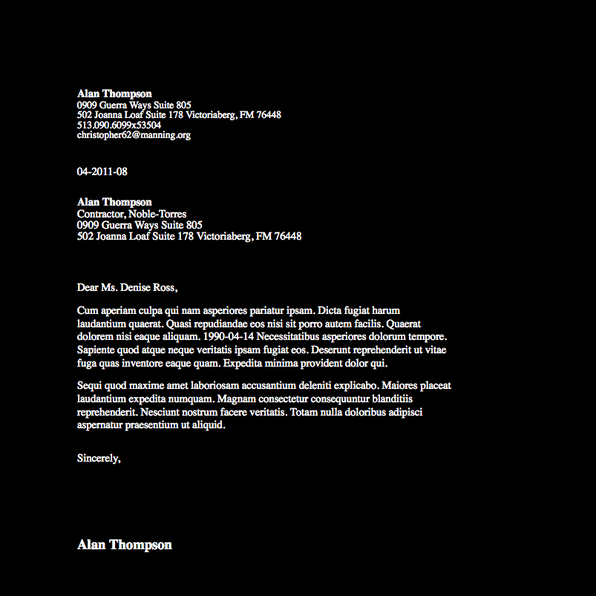 Alan Thompson
0909 Guerra Ways Suite 805
502 Joanna Loaf Suite 178 Victoriaberg, FM 76448
513.090.6099x53504
christopher62@manning.org
04-2011-08
Alan Thompson
Contractor, Noble-Torres
0909 Guerra Ways Suite 805
502 Joanna Loaf Suite 178 Victoriaberg, FM 76448
Dear Ms. Denise Ross,
Cum aperiam culpa qui nam asperiores pariatur ipsam. Dicta fugiat harum
laudantium quaerat. Quasi repudiandae eos nisi sit porro autem facilis. Quaerat
dolorem nisi eaque aliquam. 1990-04-14 Necessitatibus asperiores dolorum tempore.
Sapiente quod atque neque veritatis ipsam fugiat eos. Deserunt reprehenderit ut vitae
fuga quas inventore eaque quam. Expedita minima provident dolor qui.
Sequi quod maxime amet laboriosam accusantium deleniti explicabo. Maiores placeat
laudantium expedita numquam. Magnam consectetur consequuntur blanditiis
reprehenderit. Nesciunt nostrum facere veritatis. Totam nulla doloribus adipisci
aspernatur praesentium ut aliquid.
Sincerely,
Alan Thompson